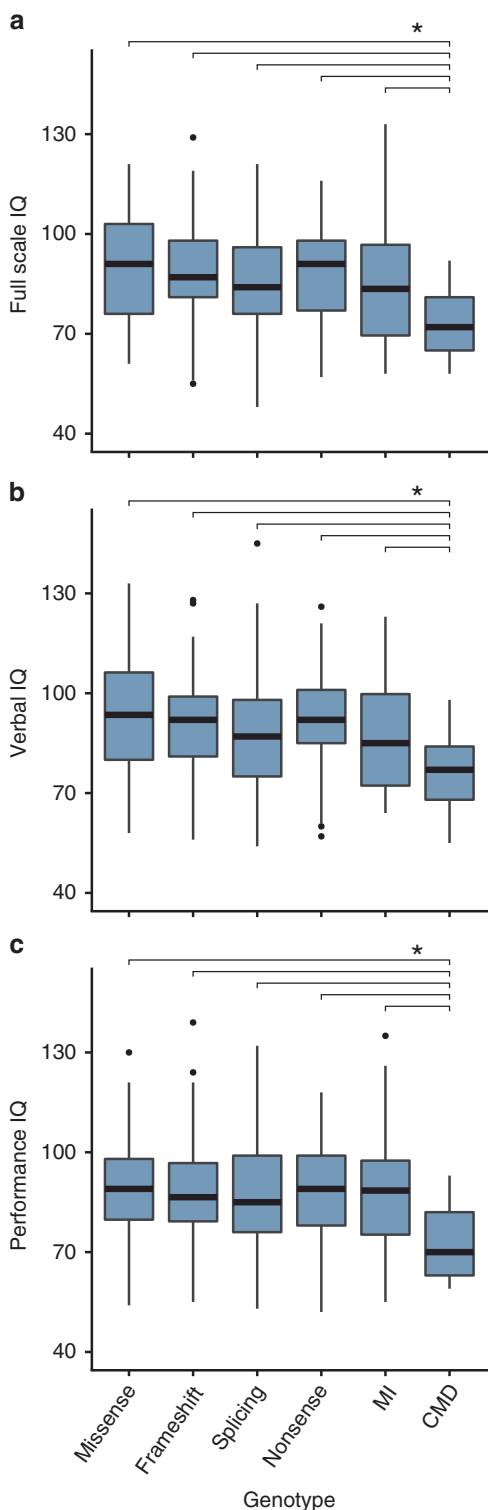 a
*
Full scale IQ
130
100
70
40
b
*
Verbal IQ
130
100
70
40
c
*
Performance IQ
130
100
70
40
Missense
Frameshift
Splicing
Nonsense
MI
CMD
Genotype